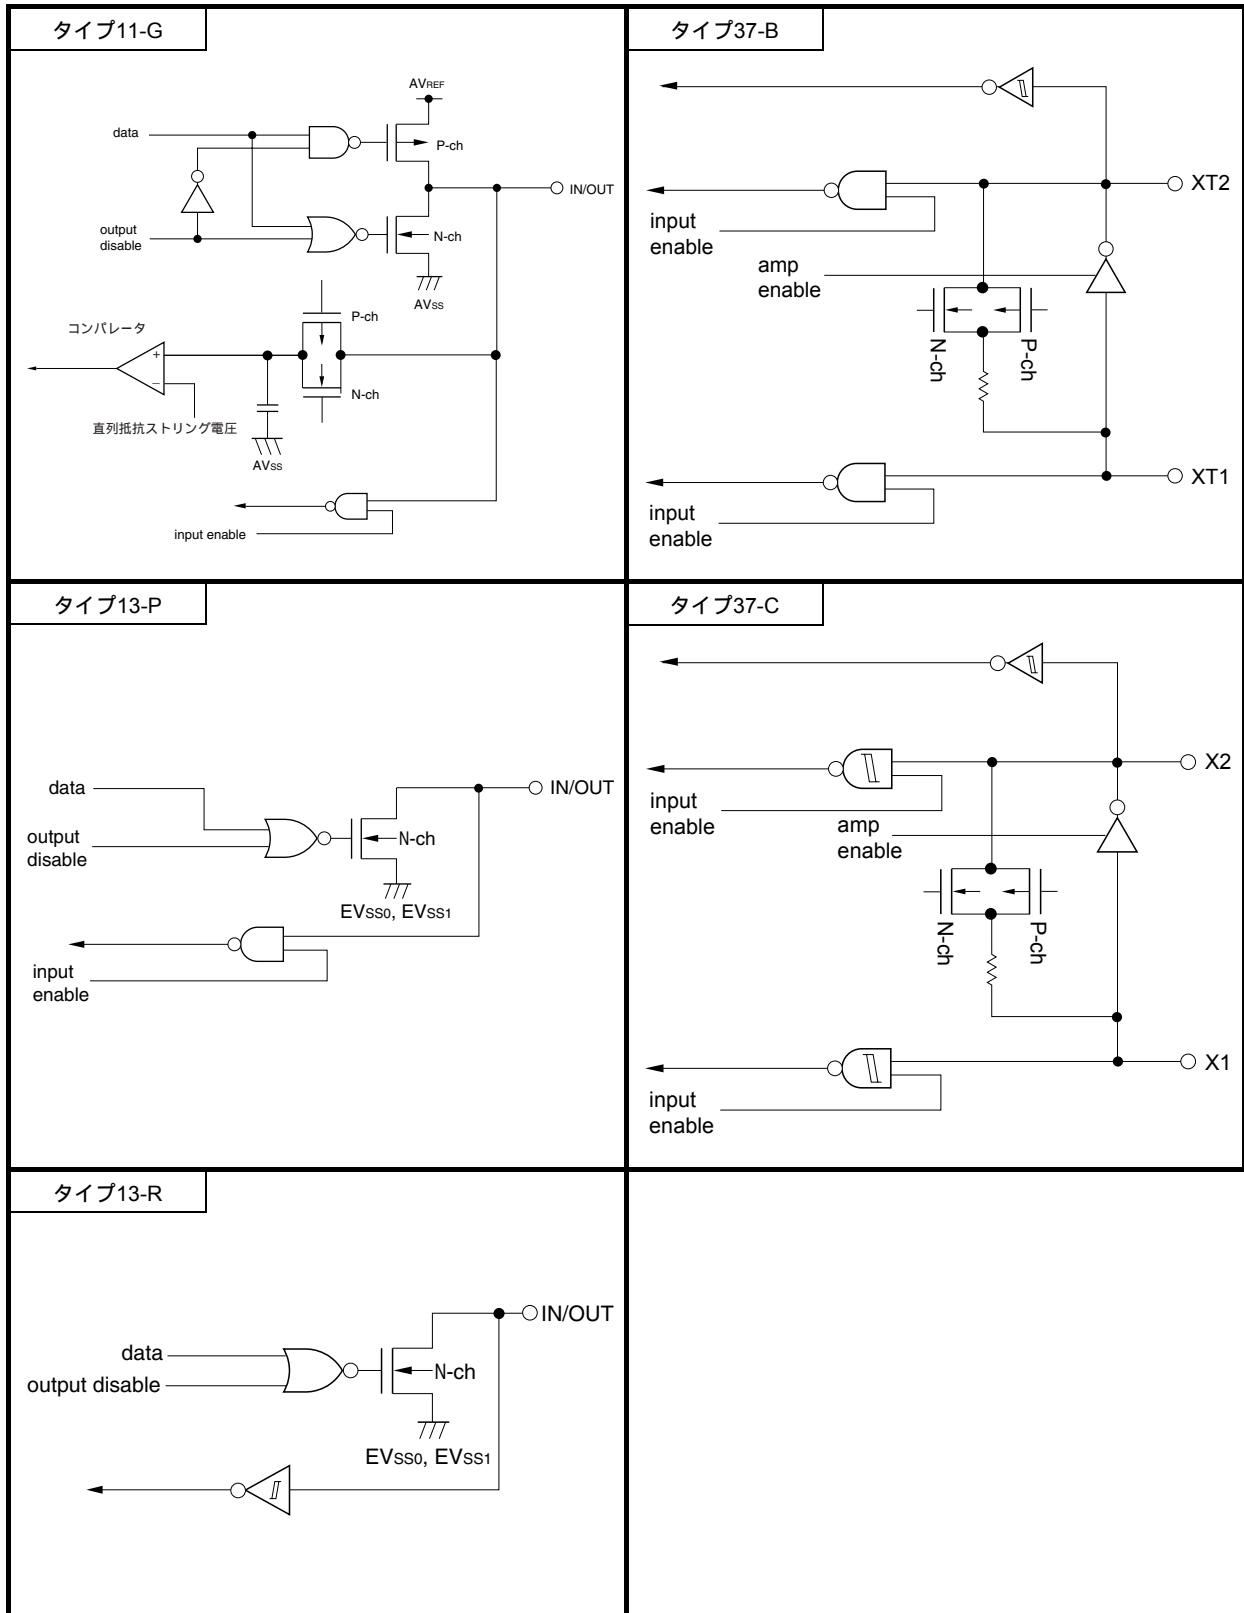 タイプ11-G
AVREF
data
P-ch
IN/OUT
output
disable
N-ch
AVSS
P-ch
コンパレータ
+
−
N-ch
直列抵抗ストリング電圧
AVSS
input enable
タイプ37-B
XT2
input
enable
amp
enable
N-ch
P-ch
XT1
input
enable
タイプ13-P
data
IN/OUT
output
disable
N-ch
EVSS0, EVSS1
input
enable
タイプ37-C
X2
input
enable
amp
enable
N-ch
P-ch
X1
input
enable
タイプ13-R
IN/OUT
data
N-ch
output disable
EVSS0, EVSS1